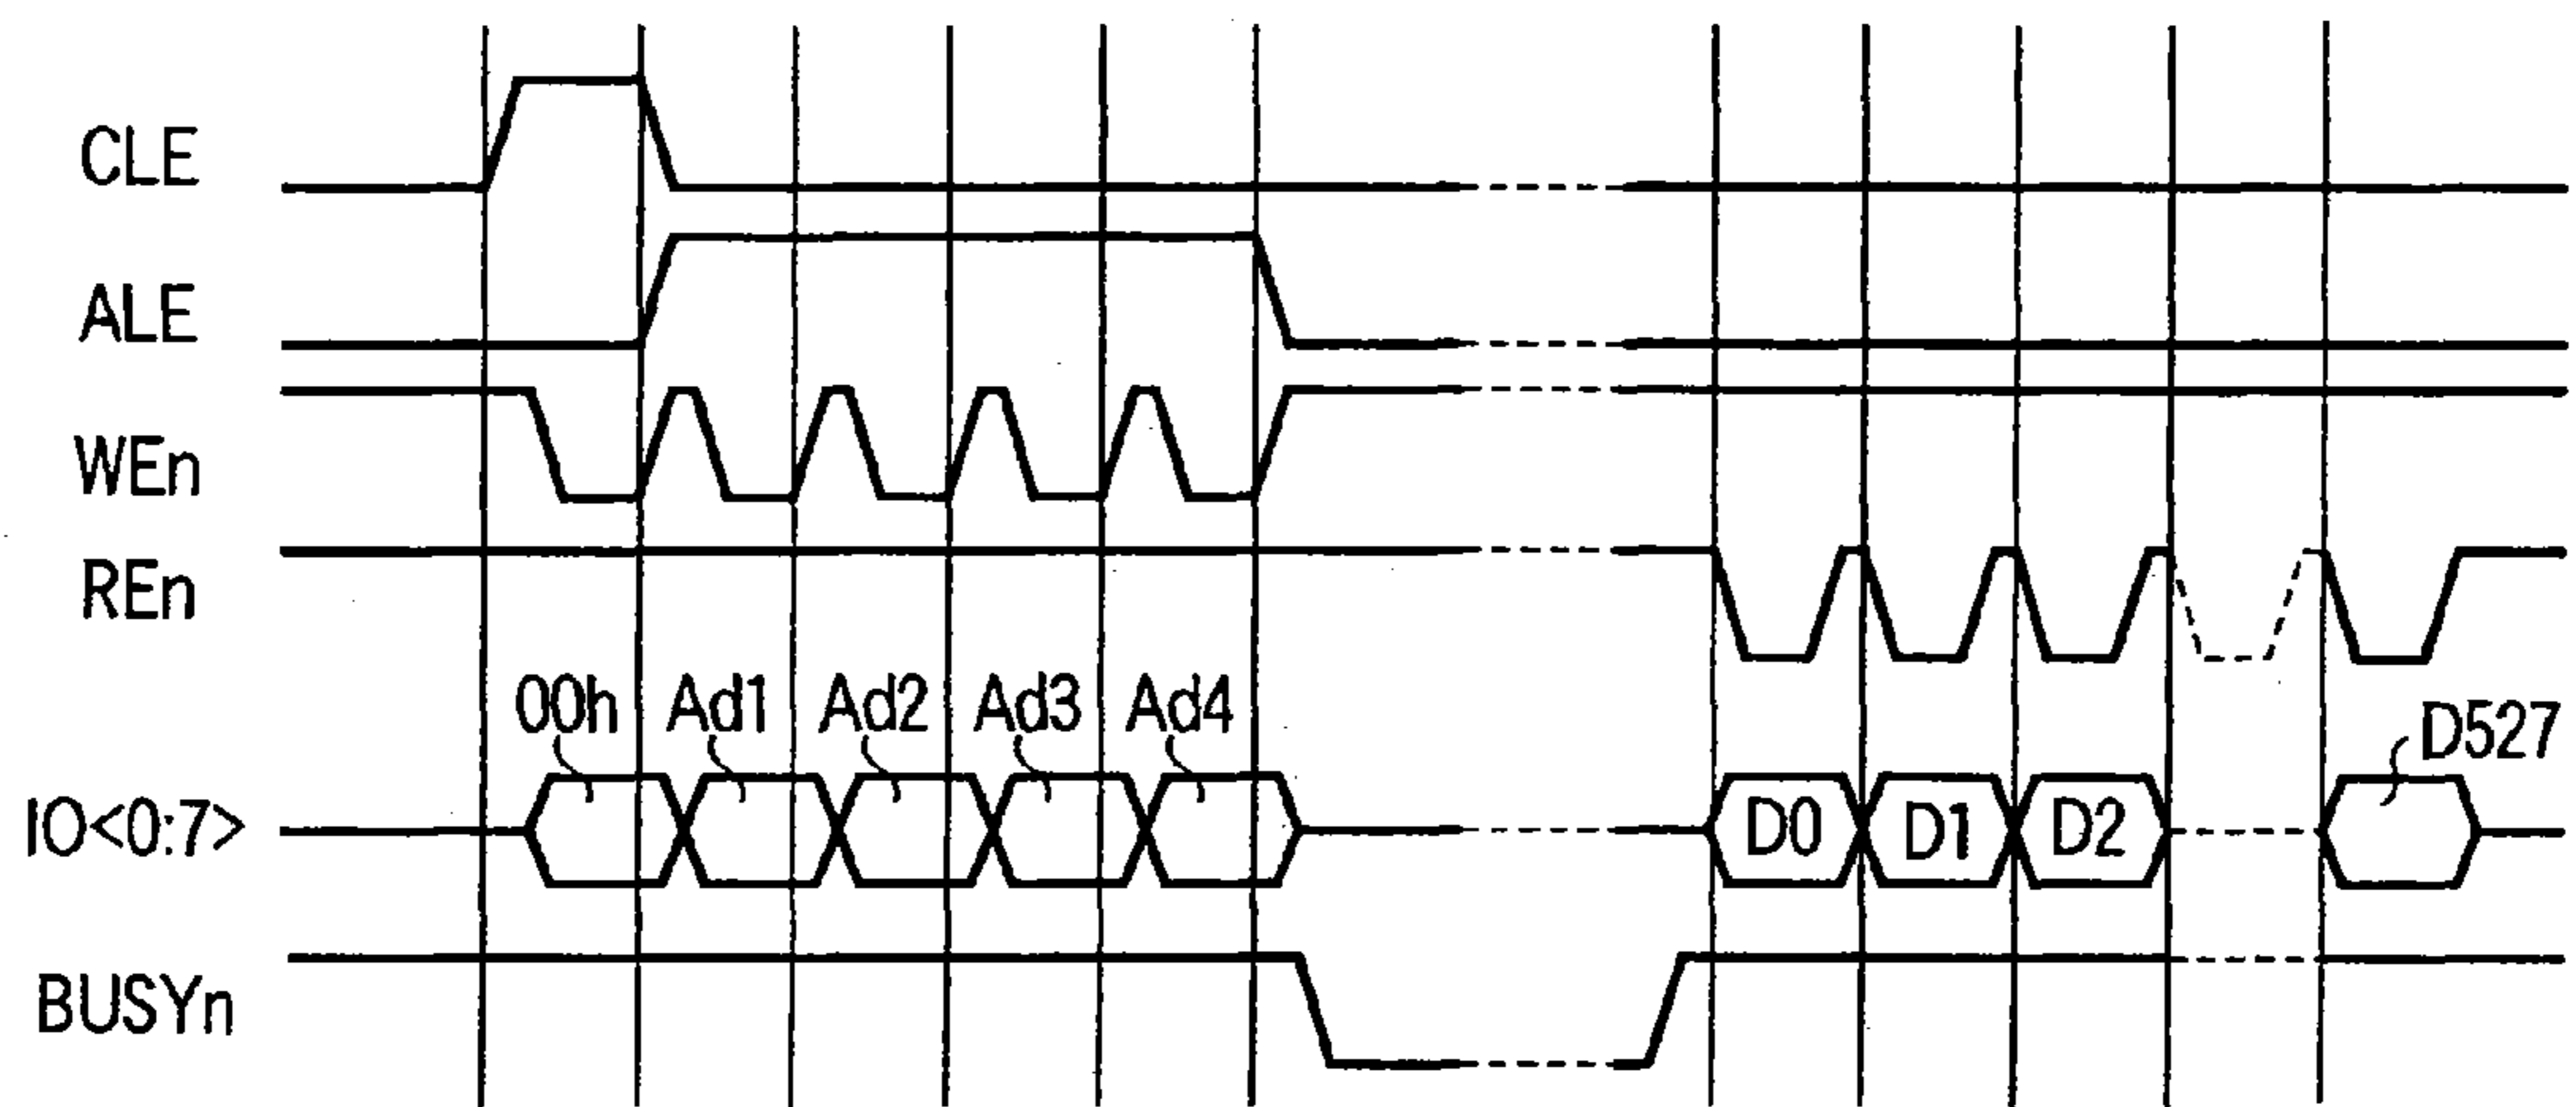 CLE
ALE
WEn
REn
00h Ad1 Ad2 Ad3 Ad4
D527
IO<0:7> D0 D1 D2
BUSYn